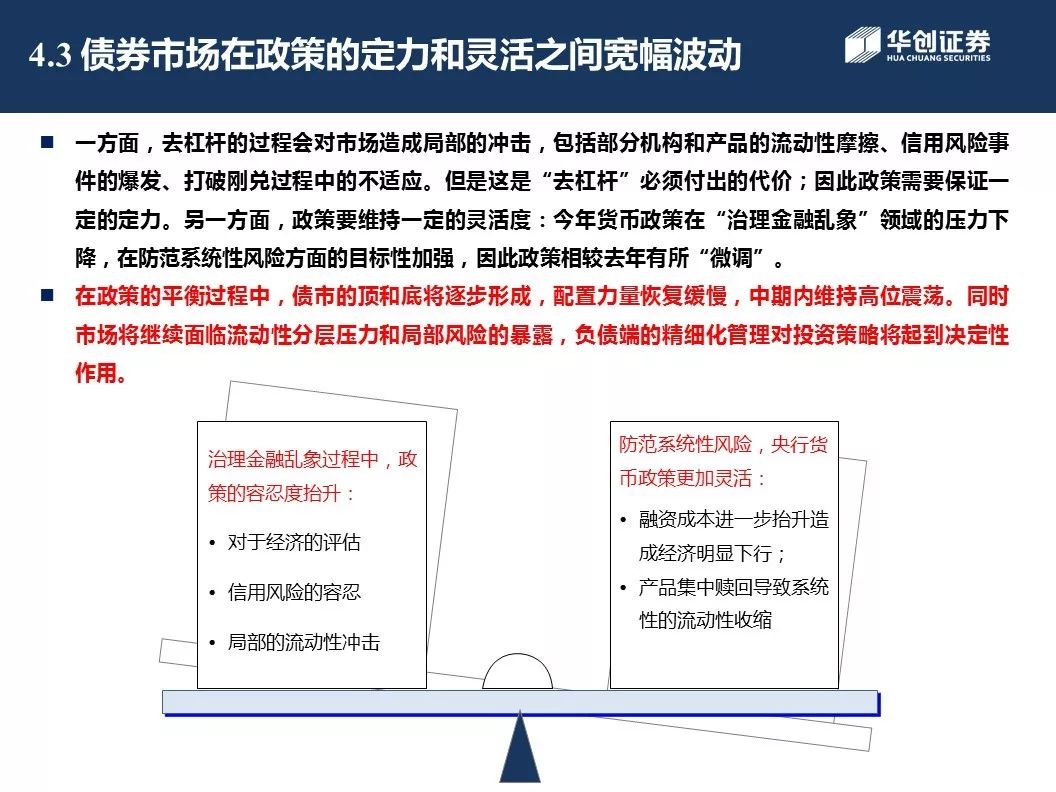 4.3 债券市场在政策的定力和灵活之间宽幅波动
华创证券
HUA CHUANG SECURITIES
■ 一方面，去杠杆的过程会对市场造成局部的冲击，包括部分机构和产品的流动性摩擦、信用风险事
件的爆发、打破刚兑过程中的不适应。但是这是“去杠杆”必须付出的代价；因此政策需要保证一
定的定力。另一方面，政策要维持一定的灵活度：今年货币政策在“治理金融乱象”领域的压力下
降，在防范系统性风险方面的目标性加强，因此政策相较去年有所“微调”。
■ 在政策的平衡过程中，债市的顶和底将逐步形成，配置力量恢复缓慢，中期内维持高位震荡。同时
市场将继续面临流动性分层压力和局部风险的暴露，负债端的精细化管理对投资策略将起到决定性
作用。
治理金融乱象过程中，政
策的容忍度抬升：
• 对于经济的评估
• 信用风险的容忍
• 局部的流动性冲击
防范系统性风险，央行货
币政策更加灵活：
• 融资成本进一步抬升造
成经济明显下行；
• 产品集中赎回导致系统
性的流动性收缩